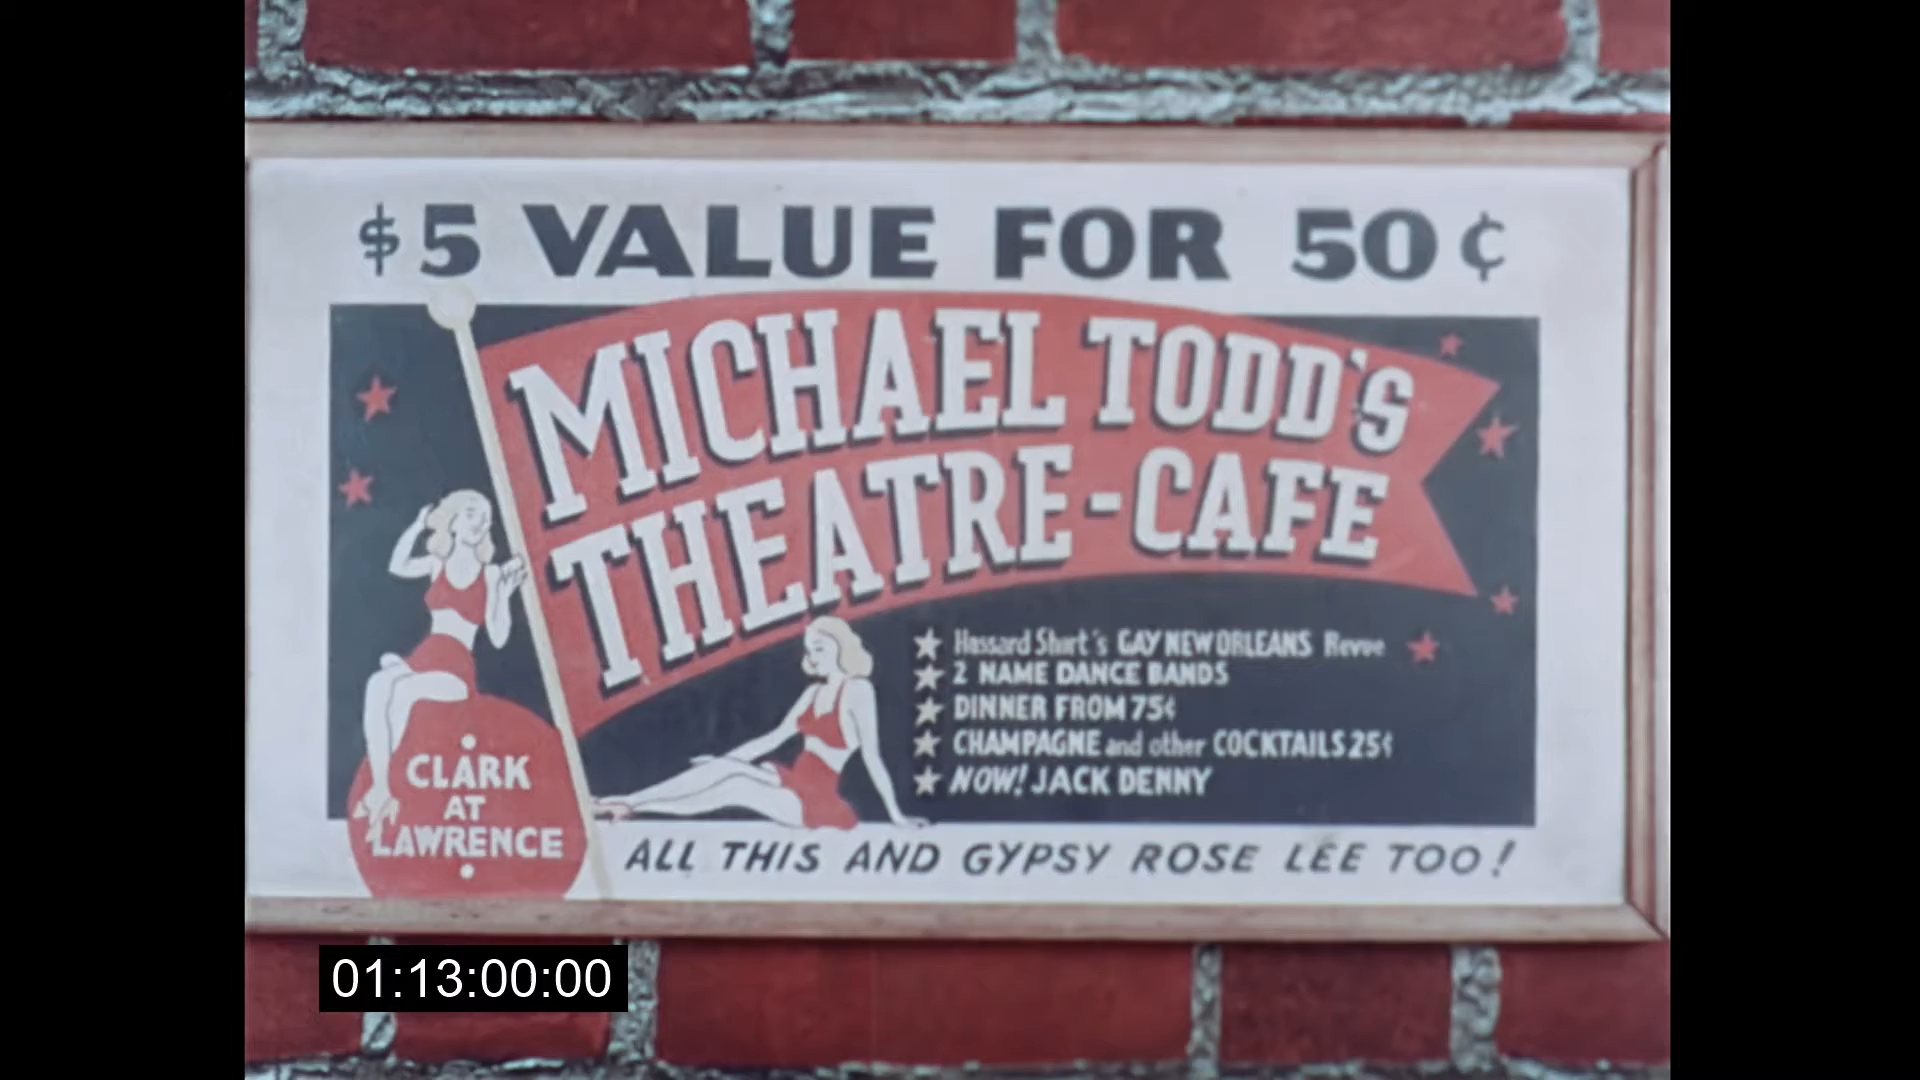 $5 VALUE FOR 50¢
MICHAEL TODD'S
THEATRE-CAFE
★ Hassard Short's GAY NEW ORLEANS Revue
★ 2 NAME DANCE BANDS
★ DINNER FROM 75¢
★ CHAMPAGNE and other COCKTAILS 25¢
★ NOW! JACK DENNY
CLARK
AT
LAWRENCE
ALL THIS AND GYPSY ROSE LEE TOO!
01:13:00:00